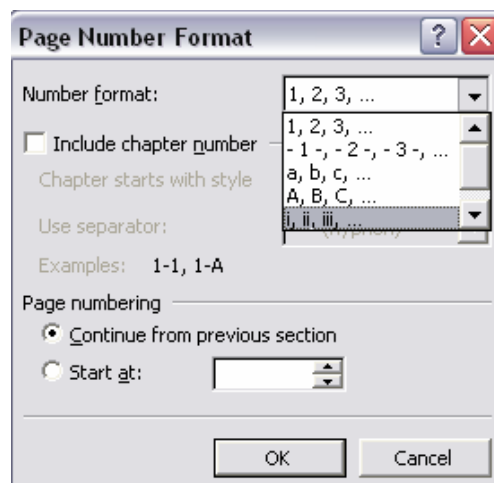 Page Number Format
Number format:
1, 2, 3, ...
1, 2, 3, ...
- 1 -, - 2 -, - 3 -, ...
a, b, c, ...
A, B, C, ...
i, ii, iii, ...
Include chapter number
Chapter starts with style
Use separator:
(hyphen)
Examples: 1-1, 1-A
Page numbering
Continue from previous section
Start at:
OK
Cancel